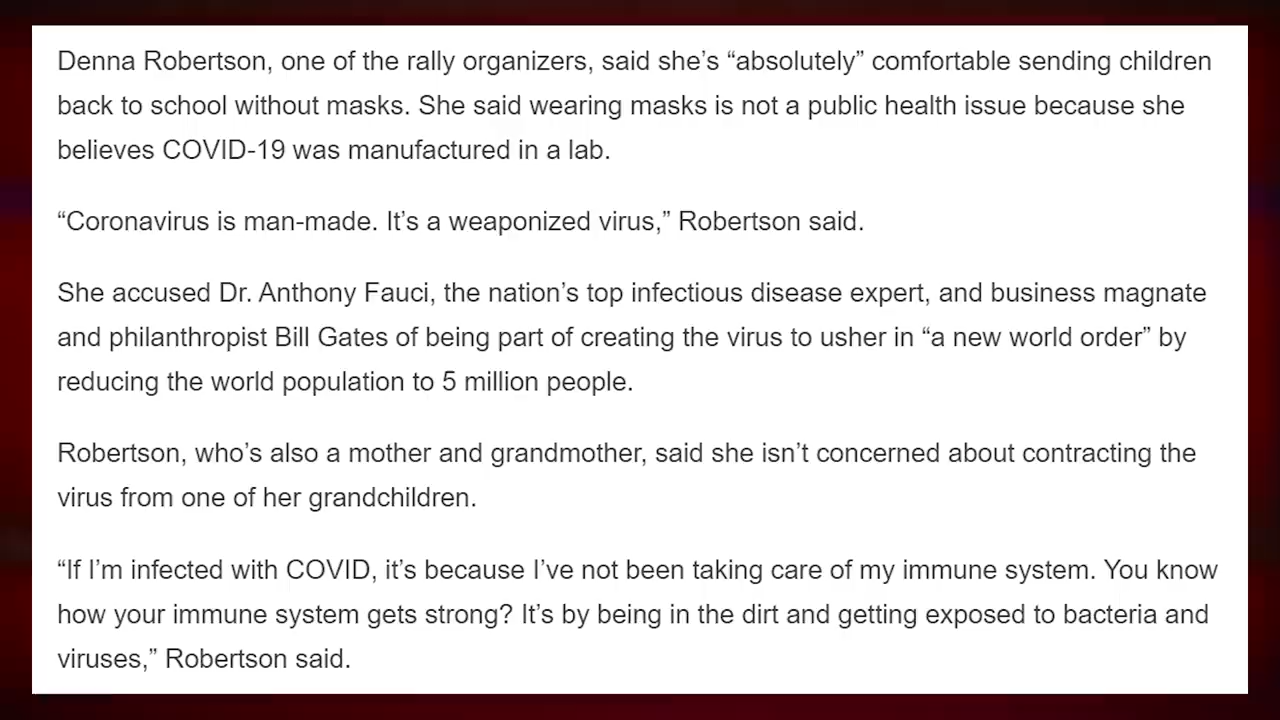 Denna Robertson, one of the rally organizers, said she’s “absolutely” comfortable sending children
back to school without masks. She said wearing masks is not a public health issue because she
believes COVID-19 was manufactured in a lab.
“Coronavirus is man-made. It’s a weaponized virus,” Robertson said.
She accused Dr. Anthony Fauci, the nation’s top infectious disease expert, and business magnate
and philanthropist Bill Gates of being part of creating the virus to usher in “a new world order” by
reducing the world population to 5 million people.
Robertson, who’s also a mother and grandmother, said she isn’t concerned about contracting the
virus from one of her grandchildren.
“If I’m infected with COVID, it’s because I’ve not been taking care of my immune system. You know
how your immune system gets strong? It’s by being in the dirt and getting exposed to bacteria and
viruses,” Robertson said.